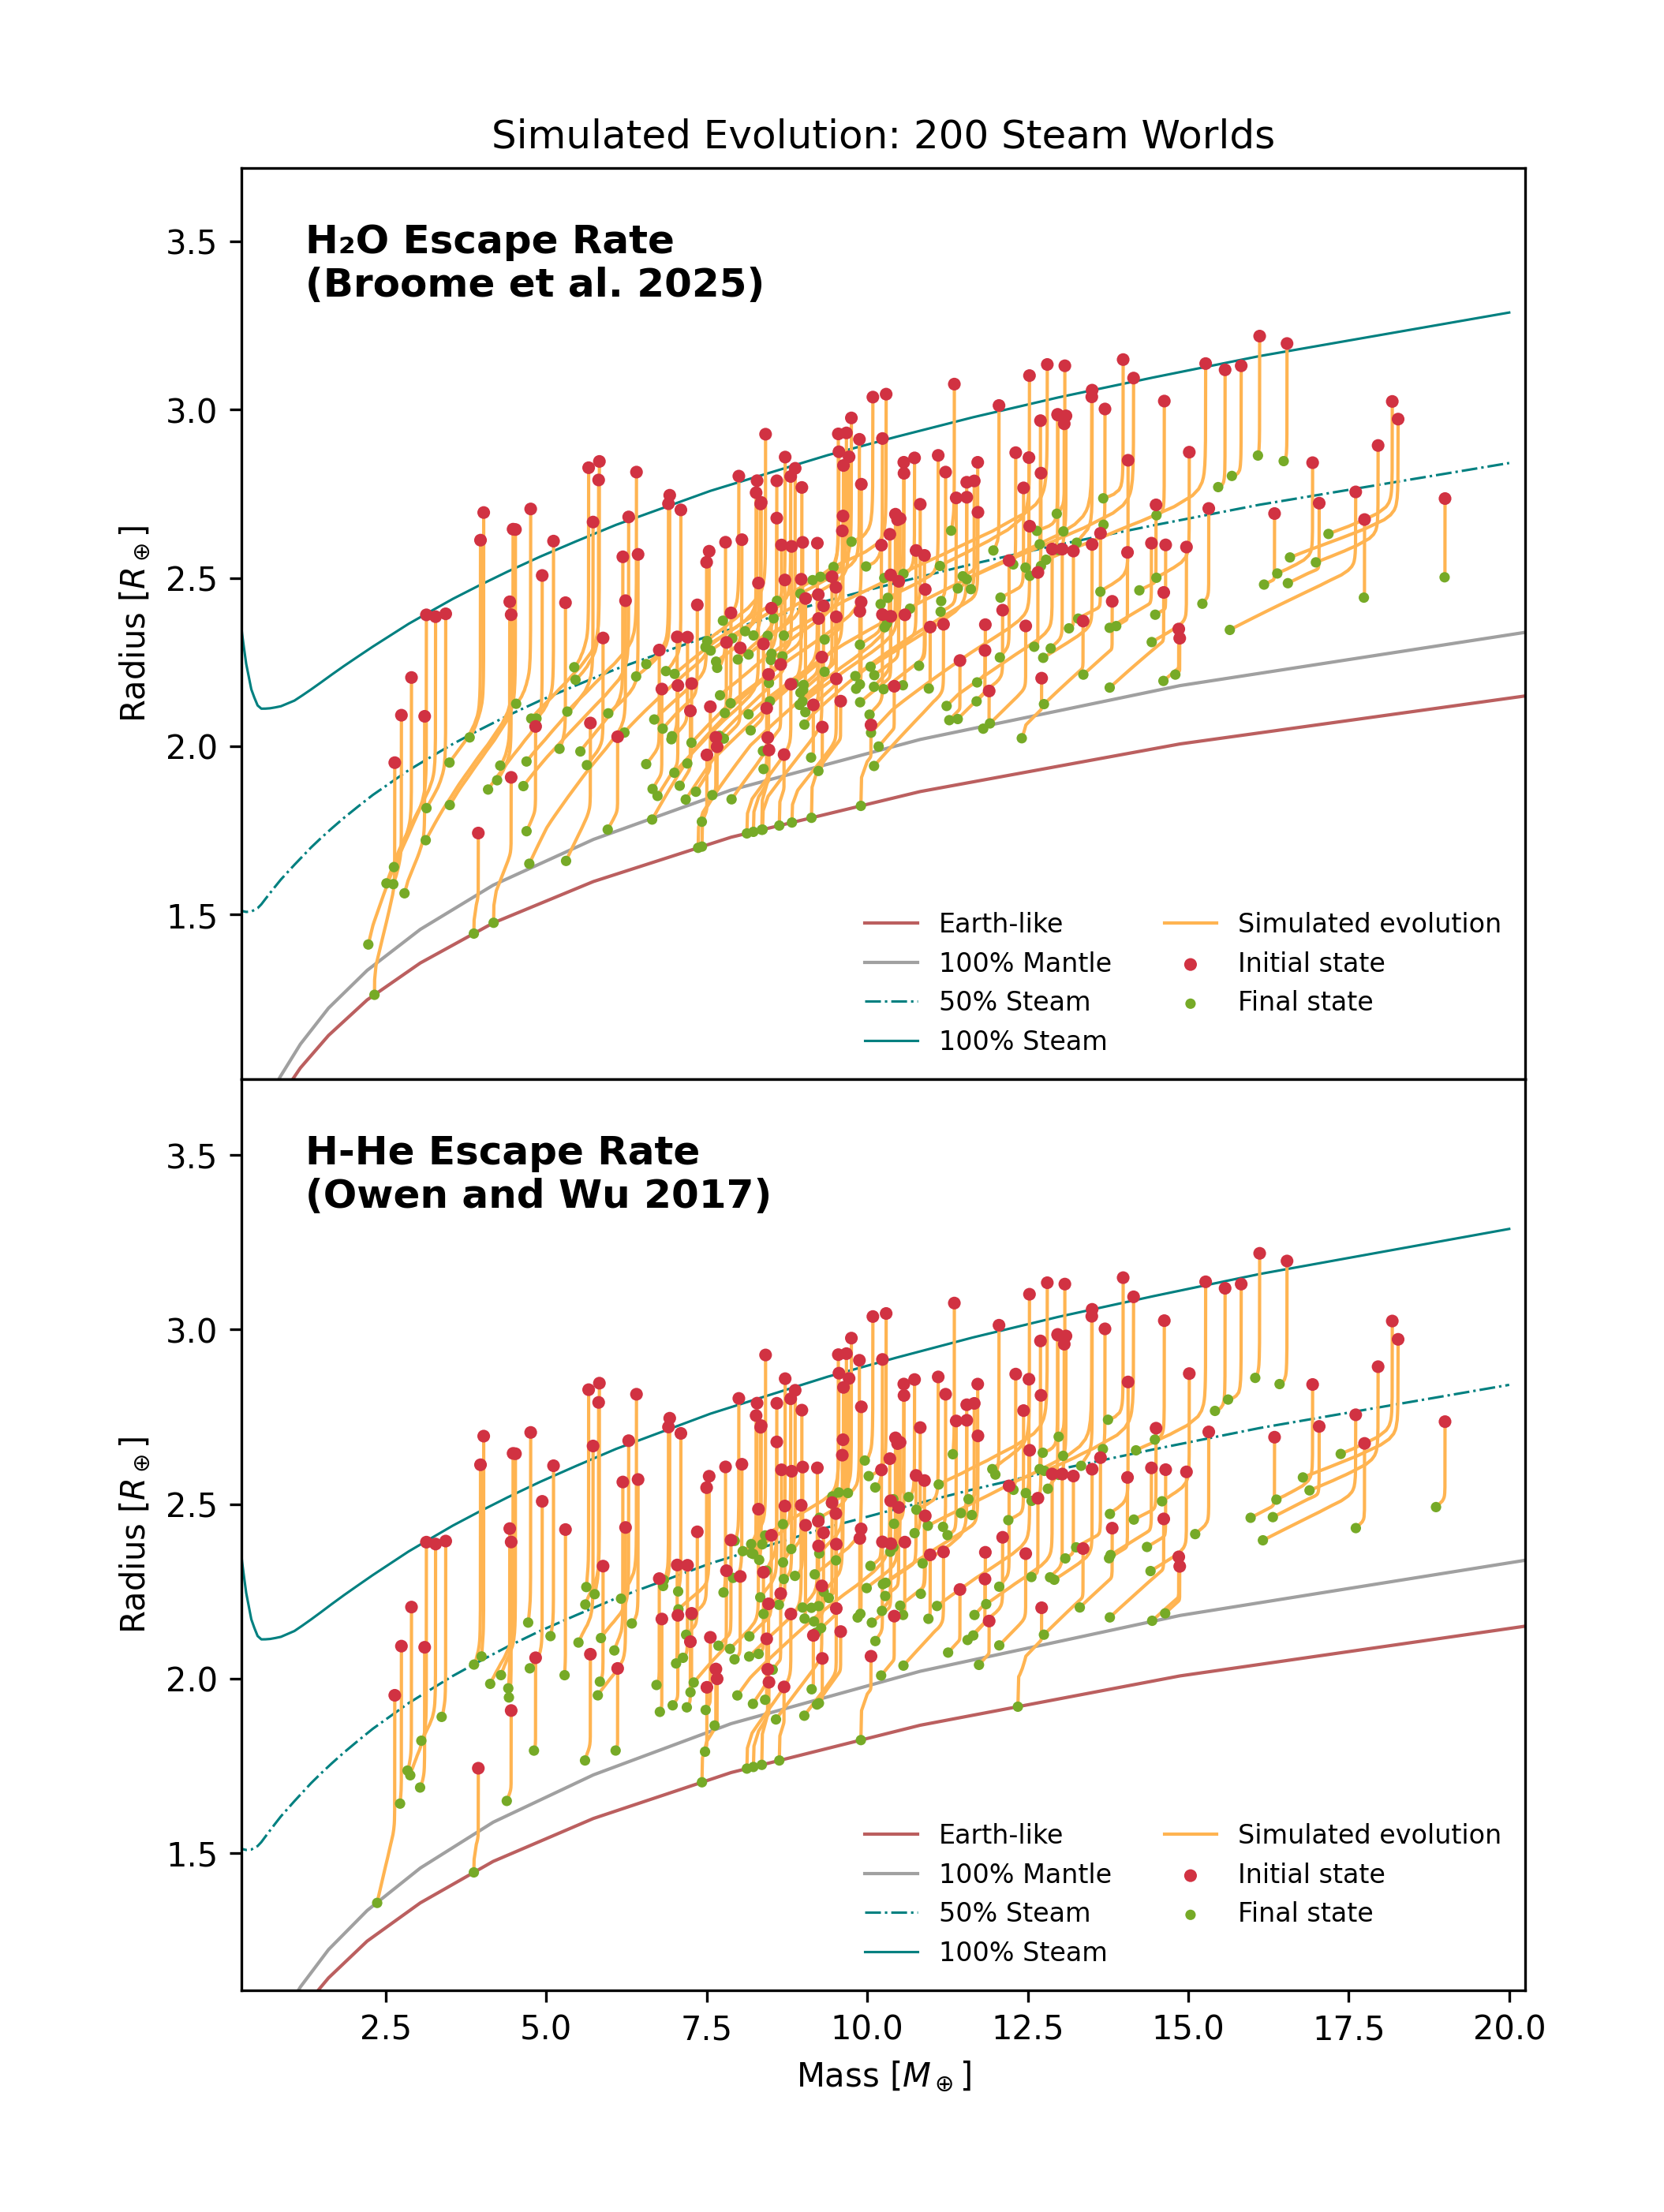 Simulated Evolution: 200 Steam Worlds
H₂O Escape Rate
(Broome et al. 2025)
3.5
3.0
2.5
2.0
1.5
Radius [R⊕]
Earth-like
100% Mantle
50% Steam
100% Steam
Simulated evolution
Initial state
Final state
H-He Escape Rate
(Owen and Wu 2017)
3.5
3.0
2.5
2.0
1.5
Radius [R⊕]
Earth-like
100% Mantle
50% Steam
100% Steam
Simulated evolution
Initial state
Final state
2.5 5.0 7.5 10.0 12.5 15.0 17.5 20.0
Mass [M⊕]